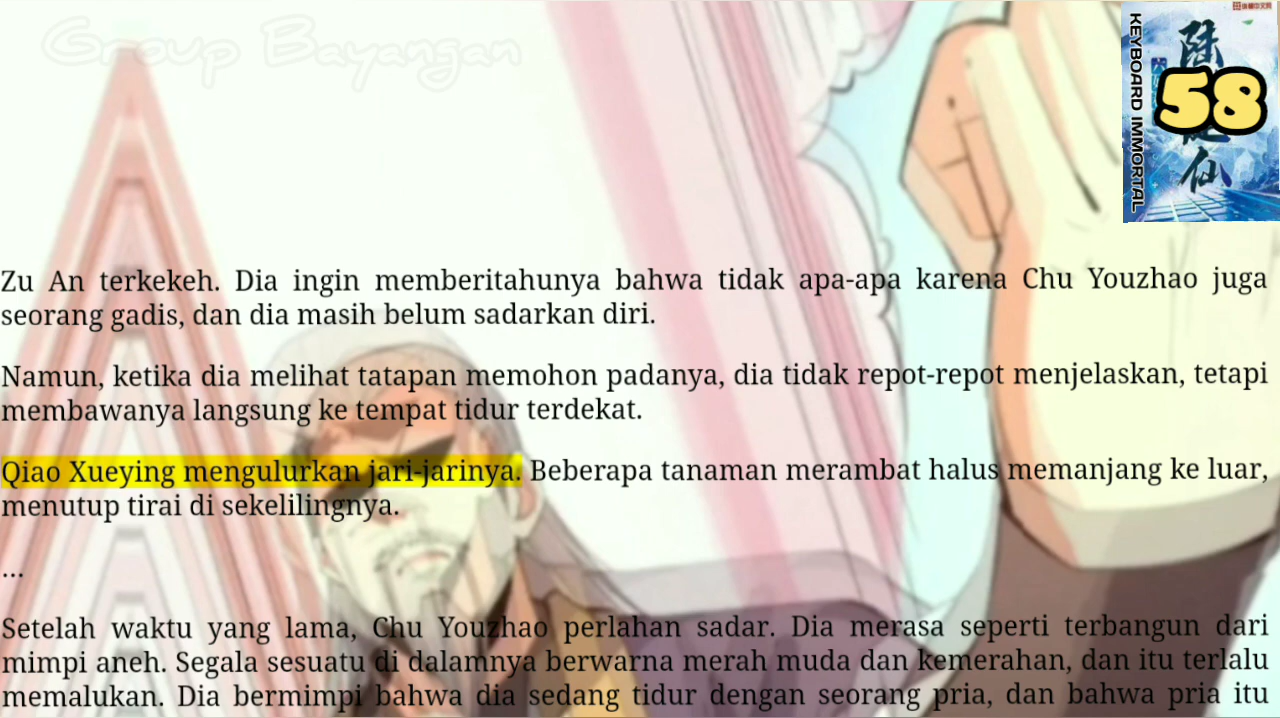 Group Bayangan
KEYBOARD IMMORTAL
58
Zu An terkekeh. Dia ingin memberitahunya bahwa tidak apa-apa karena Chu Youzhao juga
seorang gadis, dan dia masih belum sadarkan diri.
Namun, ketika dia melihat tatapan memohon padanya, dia tidak repot-repot menjelaskan, tetapi
membawanya langsung ke tempat tidur terdekat.
Qiao Xueying mengulurkan jari-jarinya. Beberapa tanaman merambat halus memanjang ke luar,
menutup tirai di sekelilingnya.
...
Setelah waktu yang lama, Chu Youzhao perlahan sadar. Dia merasa seperti terbangun dari
mimpi aneh. Segala sesuatu di dalamnya berwarna merah muda dan kemerahan, dan itu terlalu
memalukan. Dia bermimpi bahwa dia sedang tidur dengan seorang pria, dan bahwa pria itu